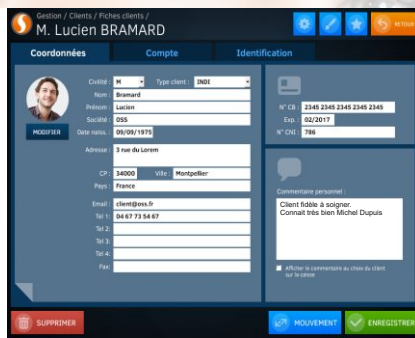 Gestion / Clients / Fiches clients /
M. Lucien BRAMARD
RETOUR
Coordonnées Compte Identification
Civilité : M Type client : INDI
Nom : Bramard
Prénom : Lucien
Société : OSS
Date naiss. : 09/09/1975
MODIFIER
Adresse : 3 rue du Lorem
CP : 34000 Ville : Montpellier
Pays : France
Email : client@oss.fr
Tel 1: 04 67 73 54 67
Tel 2:
Tel 3:
Tel 4:
Fax:
N° CB : 2345 2345 2345 2345 2345
Exp. : 02/2017
N° CNI : 786
Commentaire personnel :
Client fidèle à soigner.
Connait très bien Michel Dupuis
Afficher le commentaire au choix du client
sur la caisse
SUPPRIMER
MOUVEMENT
ENREGISTRER